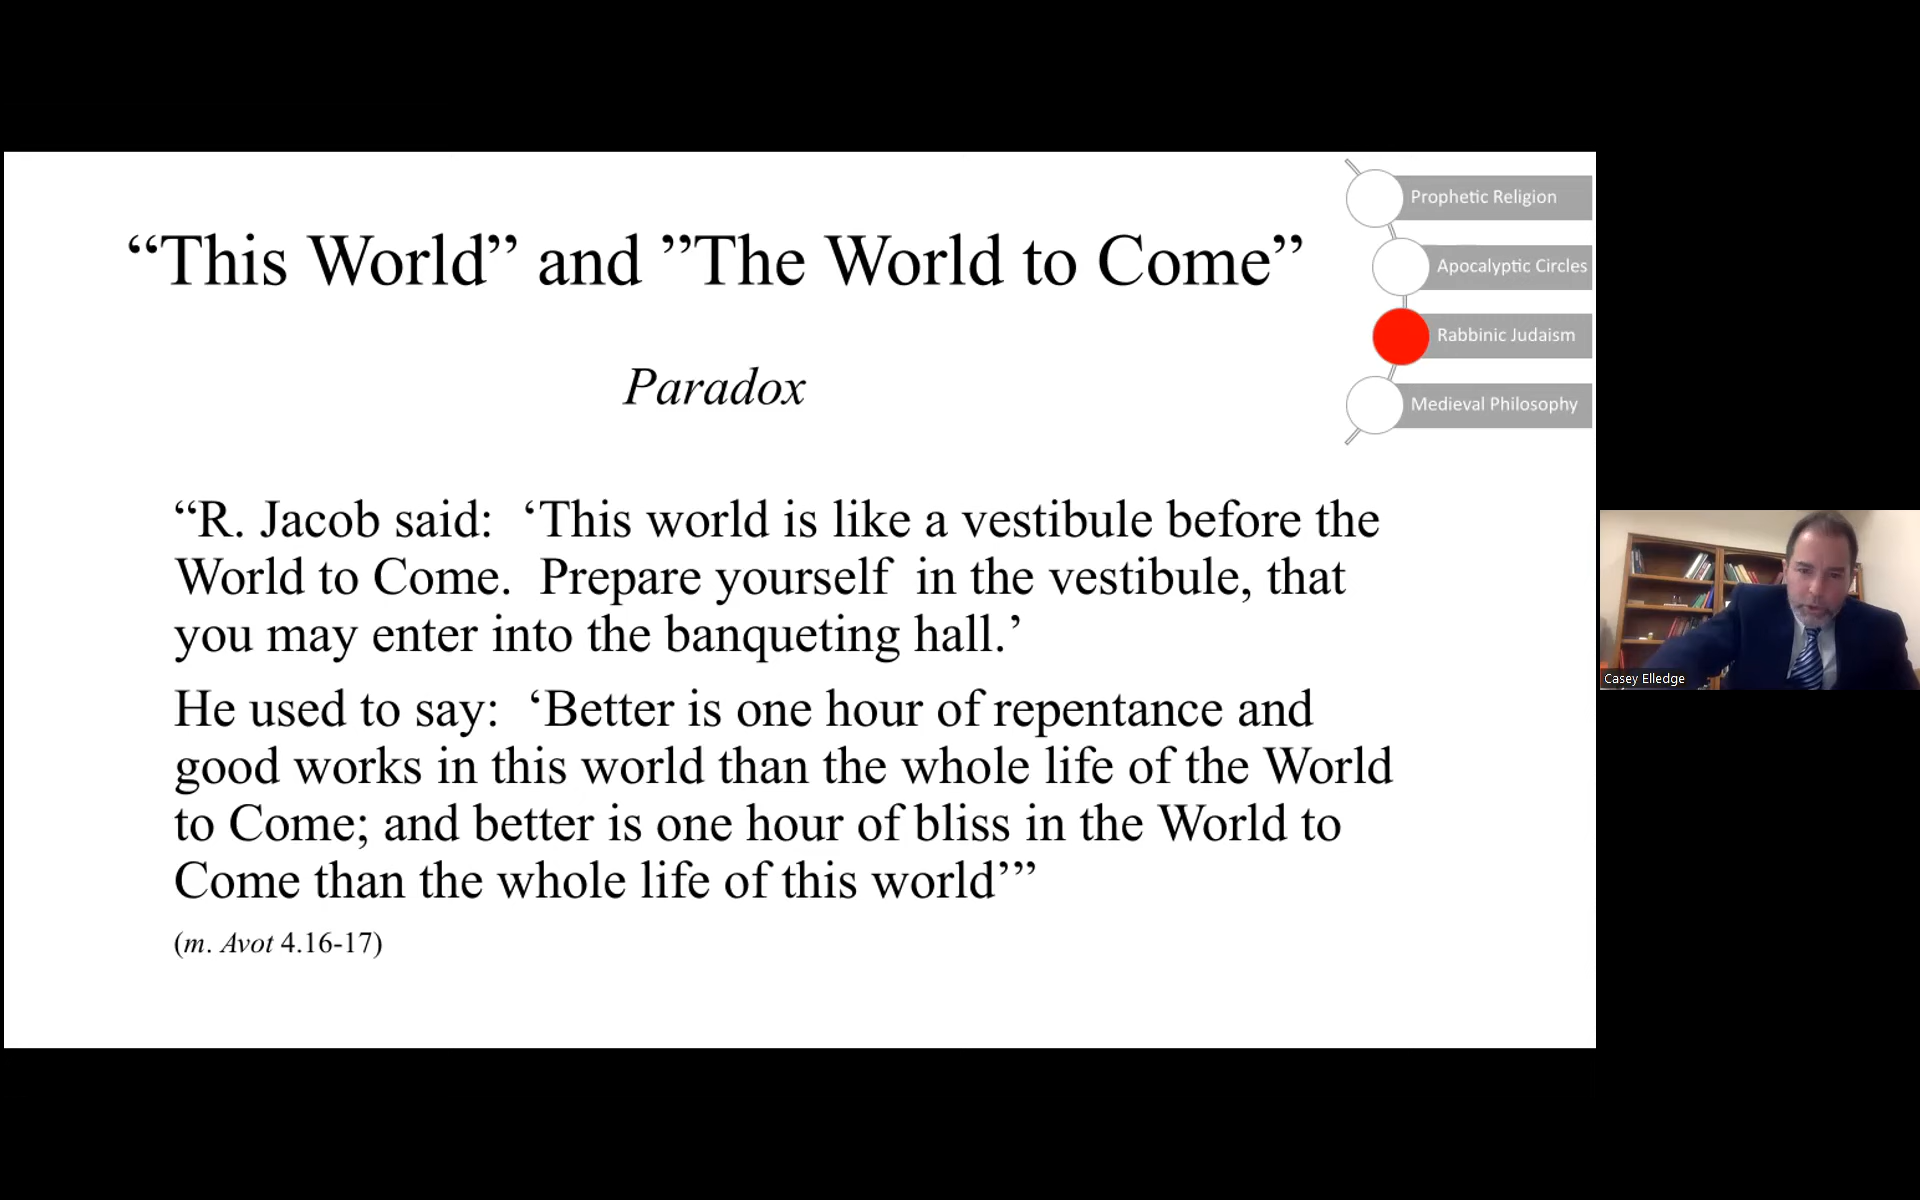 “This World” and ”The World to Come”
Paradox
“R. Jacob said:  ‘This world is like a vestibule before the
World to Come.  Prepare yourself  in the vestibule, that
you may enter into the banqueting hall.’
He used to say:  ‘Better is one hour of repentance and
good works in this world than the whole life of the World
to Come; and better is one hour of bliss in the World to
Come than the whole life of this world’”
(m. Avot 4.16-17)
Prophetic Religion
Apocalyptic Circles
Rabbinic Judaism
Medieval Philosophy
Casey Elledge